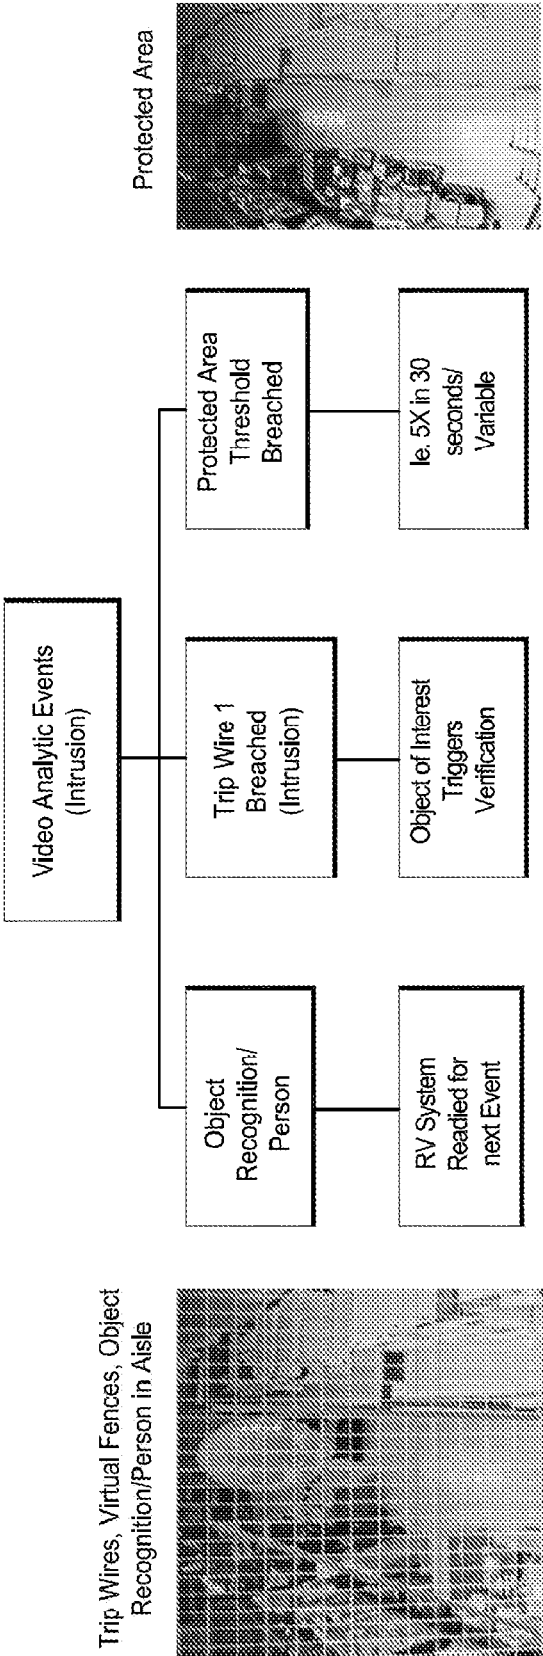 Trip Wires, Virtual Fences, Object
Recognition/Person in Aisle
Video Analytic Events
(Intrusion)
Protected Area
Object
Recognition/
Person
Trip Wire 1
Breached
(Intrusion)
Protected Area
Threshold
Breached
RV System
Readied for
next Event
Object of Interest
Triggers
Verification
Ie. 5X in 30
seconds/
Variable